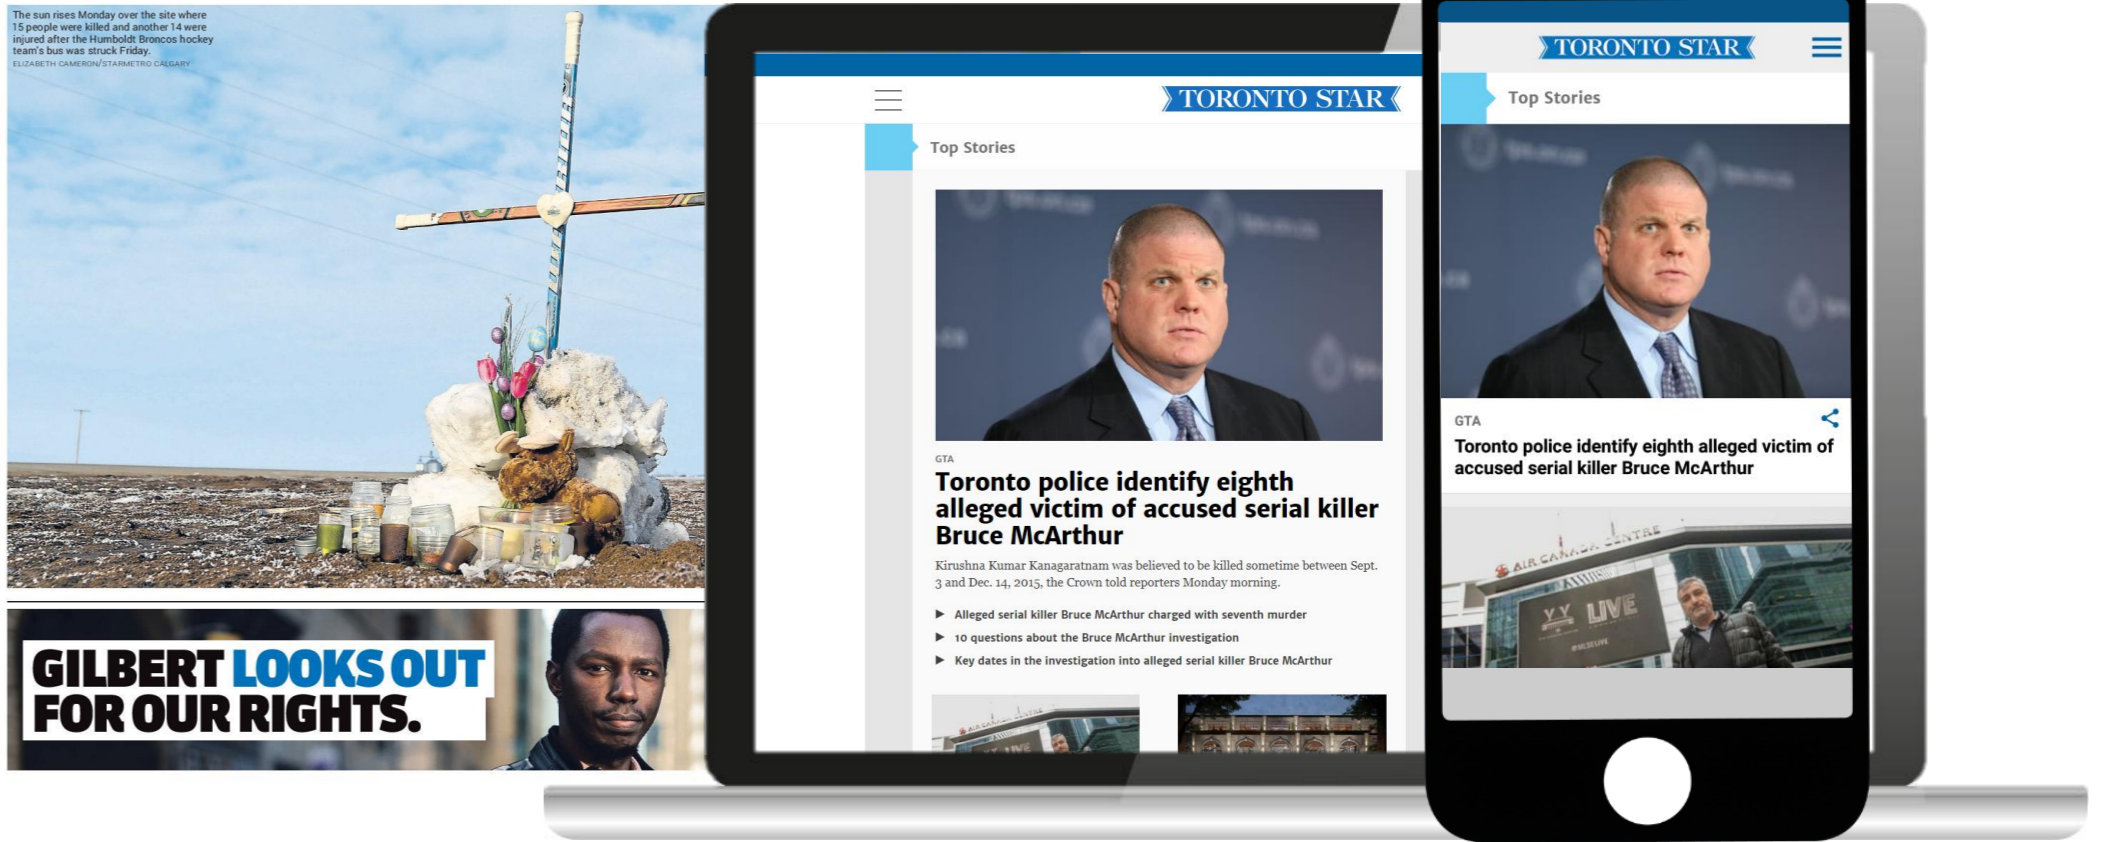 The sun rises Monday over the site where
15 people were killed and another 14 were
injured after the Humboldt Broncos hockey
team's bus was struck Friday.
ELIZABETH CAMERON/STARMETRO CALGARY
GILBERT LOOKS OUT
FOR OUR RIGHTS.
TORONTO STAR
Top Stories
GTA
Toronto police identify eighth
alleged victim of accused serial killer
Bruce McArthur
Kirushna Kumar Kanagaratnam was believed to be killed sometime between Sept.
3 and Dec. 14, 2015, the Crown told reporters Monday morning.
▶ Alleged serial killer Bruce McArthur charged with seventh murder
▶ 10 questions about the Bruce McArthur investigation
▶ Key dates in the investigation into alleged serial killer Bruce McArthur
TORONTO STAR
Top Stories
GTA
Toronto police identify eighth alleged victim of
accused serial killer Bruce McArthur
AIR CANADA CENTRE
LIVE
#MLSELIVE